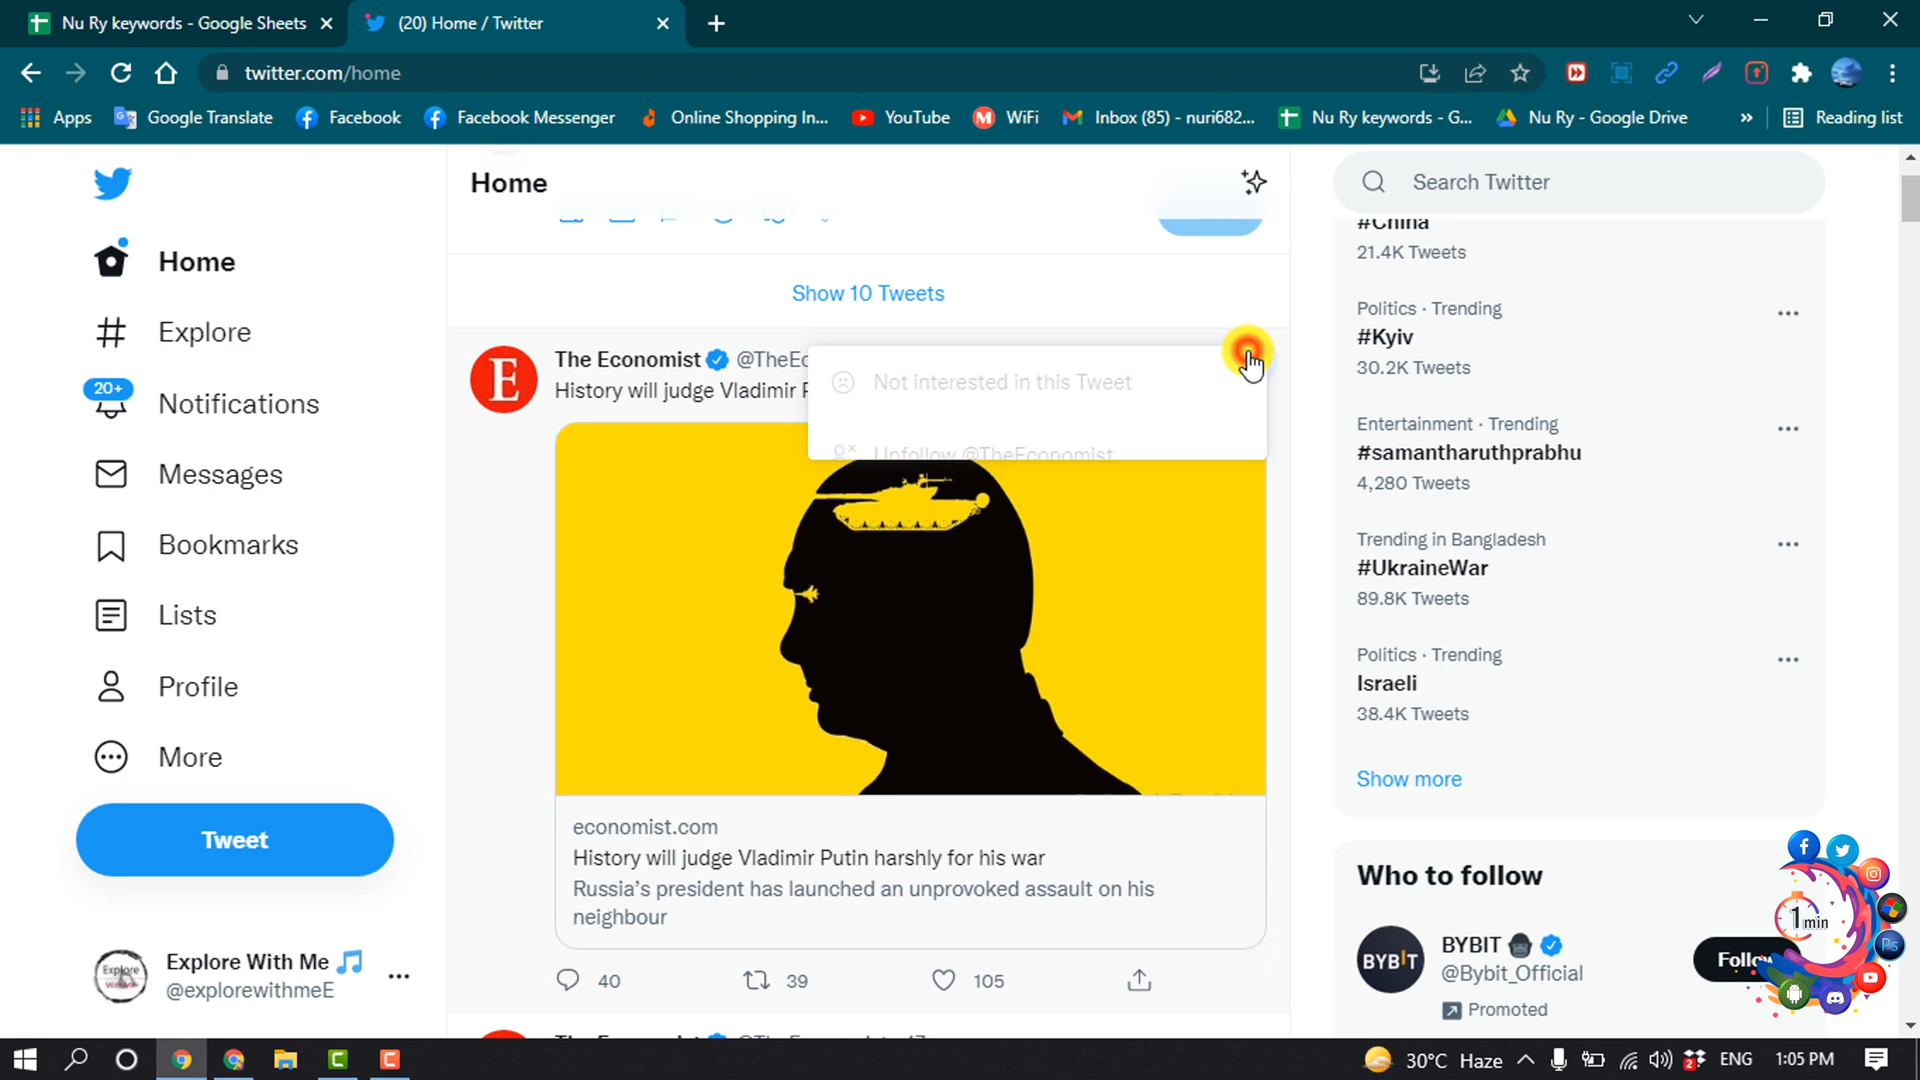 Nu Ry keywords - Google Sheets
(20) Home / Twitter
twitter.com/home
Apps
Google Translate
Facebook
Facebook Messenger
Online Shopping In...
YouTube
WiFi
Inbox (85) - nuri682...
Nu Ry keywords - G...
Nu Ry - Google Drive
Reading list
Home
Explore
20+
Notifications
Messages
Bookmarks
Lists
Profile
More
Tweet
Explore With Me
@explorewithmeE
Home
Show 10 Tweets
The Economist @TheEc
History will judge Vladimir P
Not interested in this Tweet
Unfollow @TheEconomist
economist.com
History will judge Vladimir Putin harshly for his war
Russia's president has launched an unprovoked assault on his
neighbour
40
39
105
Search Twitter
#China
21.4K Tweets
Politics · Trending
#Kyiv
30.2K Tweets
Entertainment · Trending
#samantharuthprabhu
4,280 Tweets
Trending in Bangladesh
#UkraineWar
89.8K Tweets
Politics · Trending
Israeli
38.4K Tweets
Show more
Who to follow
BYBIT
BYBIT
@Bybit_Official
Follow
Promoted
1 min
Ps
30°C Haze
ENG
1:05 PM